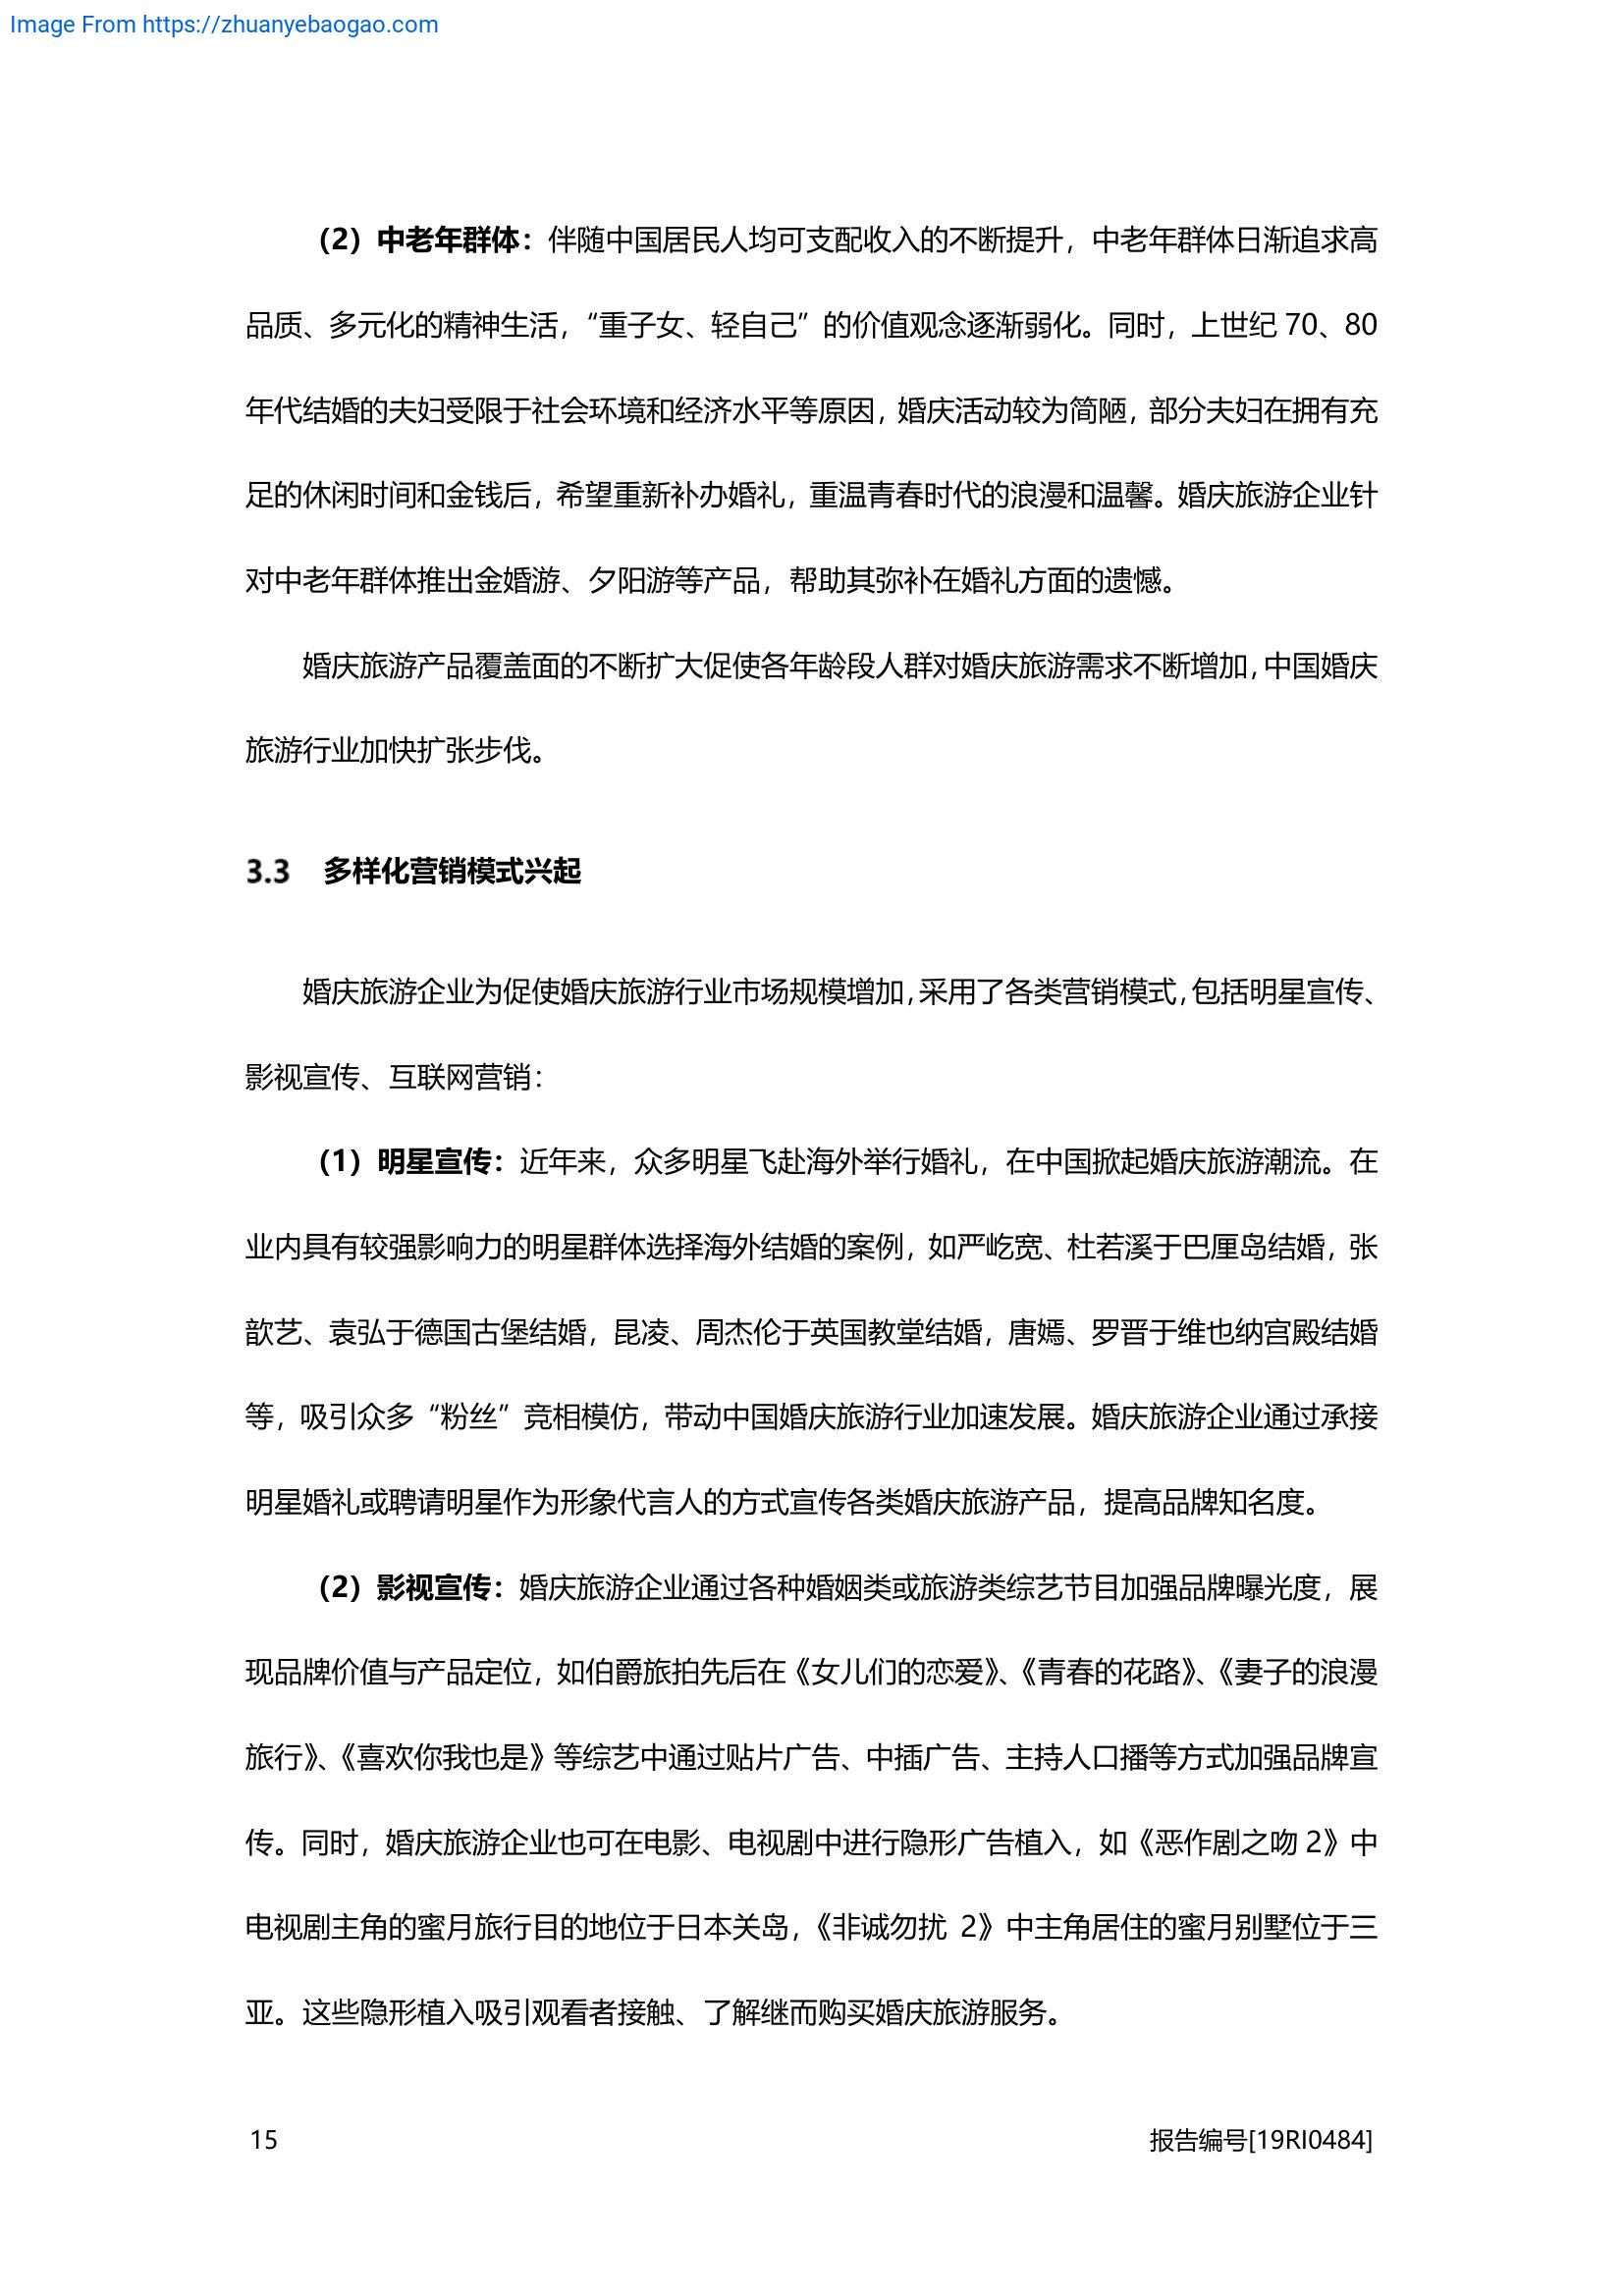 Image From https://zhuanyebaogao.com
（2）中老年群体：伴随中国居民人均可支配收入的不断提升，中老年群体日渐追求高
品质、多元化的精神生活，“重子女、轻自己”的价值观念逐渐弱化。同时，上世纪 70、80
年代结婚的夫妇受限于社会环境和经济水平等原因，婚庆活动较为简陋，部分夫妇在拥有充
足的休闲时间和金钱后，希望重新补办婚礼，重温青春时代的浪漫和温馨。婚庆旅游企业针
对中老年群体推出金婚游、夕阳游等产品，帮助其弥补在婚礼方面的遗憾。
婚庆旅游产品覆盖面的不断扩大促使各年龄段人群对婚庆旅游需求不断增加，中国婚庆
旅游行业加快扩张步伐。
3.3 多样化营销模式兴起
婚庆旅游企业为促使婚庆旅游行业市场规模增加，采用了各类营销模式，包括明星宣传、
影视宣传、互联网营销：
（1）明星宣传：近年来，众多明星飞赴海外举行婚礼，在中国掀起婚庆旅游潮流。在
业内具有较强影响力的明星群体选择海外结婚的案例，如严屹宽、杜若溪于巴厘岛结婚，张
歆艺、袁弘于德国古堡结婚，昆凌、周杰伦于英国教堂结婚，唐嫣、罗晋于维也纳宫殿结婚
等，吸引众多“粉丝”竞相模仿，带动中国婚庆旅游行业加速发展。婚庆旅游企业通过承接
明星婚礼或聘请明星作为形象代言人的方式宣传各类婚庆旅游产品，提高品牌知名度。
（2）影视宣传：婚庆旅游企业通过各种婚姻类或旅游类综艺节目加强品牌曝光度，展
现品牌价值与产品定位，如伯爵旅拍先后在《女儿们的恋爱》、《青春的花路》、《妻子的浪漫
旅行》、《喜欢你我也是》等综艺中通过贴片广告、中插广告、主持人口播等方式加强品牌宣
传。同时，婚庆旅游企业也可在电影、电视剧中进行隐形广告植入，如《恶作剧之吻 2》中
电视剧主角的蜜月旅行目的地位于日本关岛，《非诚勿扰 2》中主角居住的蜜月别墅位于三
亚。这些隐形植入吸引观看者接触、了解继而购买婚庆旅游服务。
15 报告编号[19RI0484]